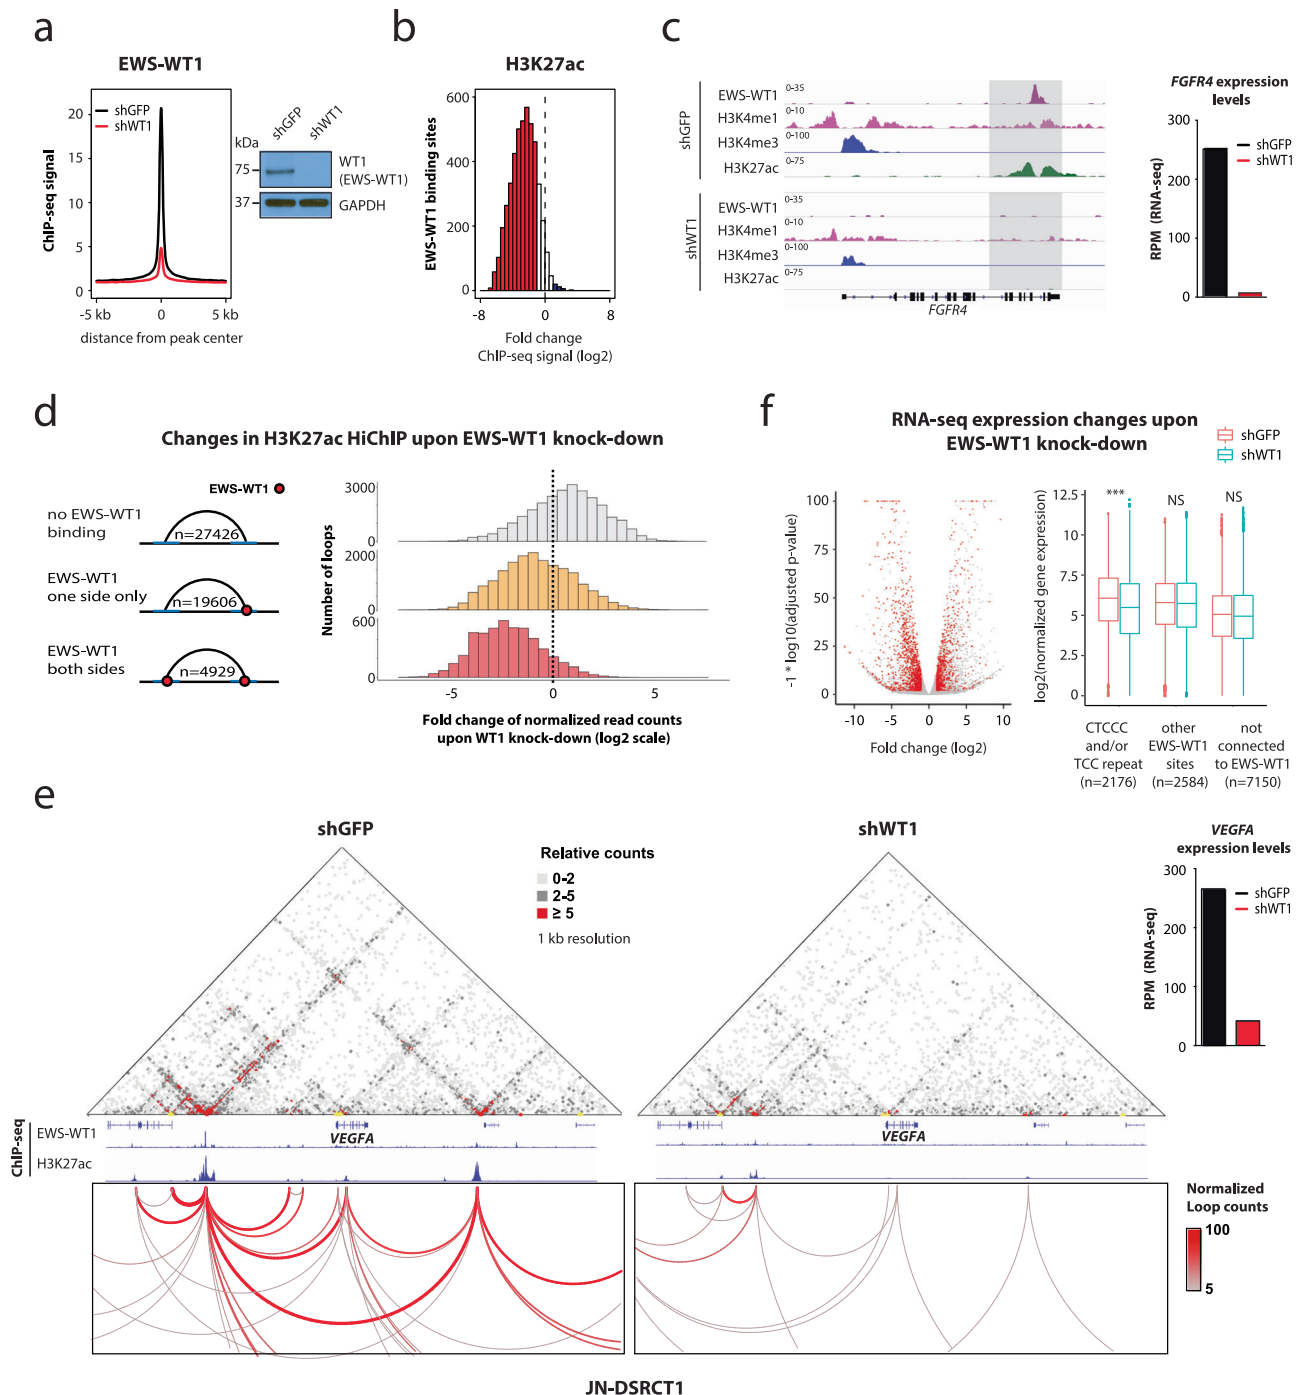 a
EWS-WT1
shGFP
shWT1
ChIP-seq signal
20
15
10
5
0
-5 kb
0
5 kb
distance from peak center
shGFP
shWT1
kDa
75
WT1
(EWS-WT1)
37
GAPDH
b
H3K27ac
EWS-WT1 binding sites
600
400
200
0
-8
0
8
Fold change
ChIP-seq signal (log2)
c
shGFP
EWS-WT1
0-35
H3K4me1
0-10
H3K4me3
0-100
H3K27ac
0-75
shWT1
EWS-WT1
0-35
H3K4me1
0-10
H3K4me3
0-100
H3K27ac
0-75
FGFR4
FGFR4 expression
levels
RPM (RNA-seq)
300
200
100
0
shGFP
shWT1
d
Changes in H3K27ac HiChIP upon EWS-WT1 knock-down
EWS-WT1
no EWS-WT1
binding
n=27426
EWS-WT1
one side only
n=19606
EWS-WT1
both sides
n=4929
Number of loops
3000
0
2000
0
600
0
-5
0
5
Fold change of normalized read counts
upon WT1 knock-down (log2 scale)
f
RNA-seq expression changes upon
EWS-WT1 knock-down
shGFP
shWT1
-1 * log10(adjusted p-value)
100
75
50
25
0
-10
-5
0
5
10
Fold change (log2)
log2(normalized gene expression)
12.5
10
7.5
5
2.5
0
***
NS
NS
CTCCC
and/or
TCC repeat
(n=2176)
other
EWS-WT1
sites
(n=2584)
not
connected
to EWS-WT1
(n=7150)
e
shGFP
Relative counts
0-2
2-5
≥ 5
1 kb resolution
shWT1
VEGFA
expression levels
RPM (RNA-seq)
300
200
100
0
shGFP
shWT1
ChIP-seq
EWS-WT1
H3K27ac
VEGFA
VEGFA
Normalized
Loop counts
100
5
JN-DSRCT1